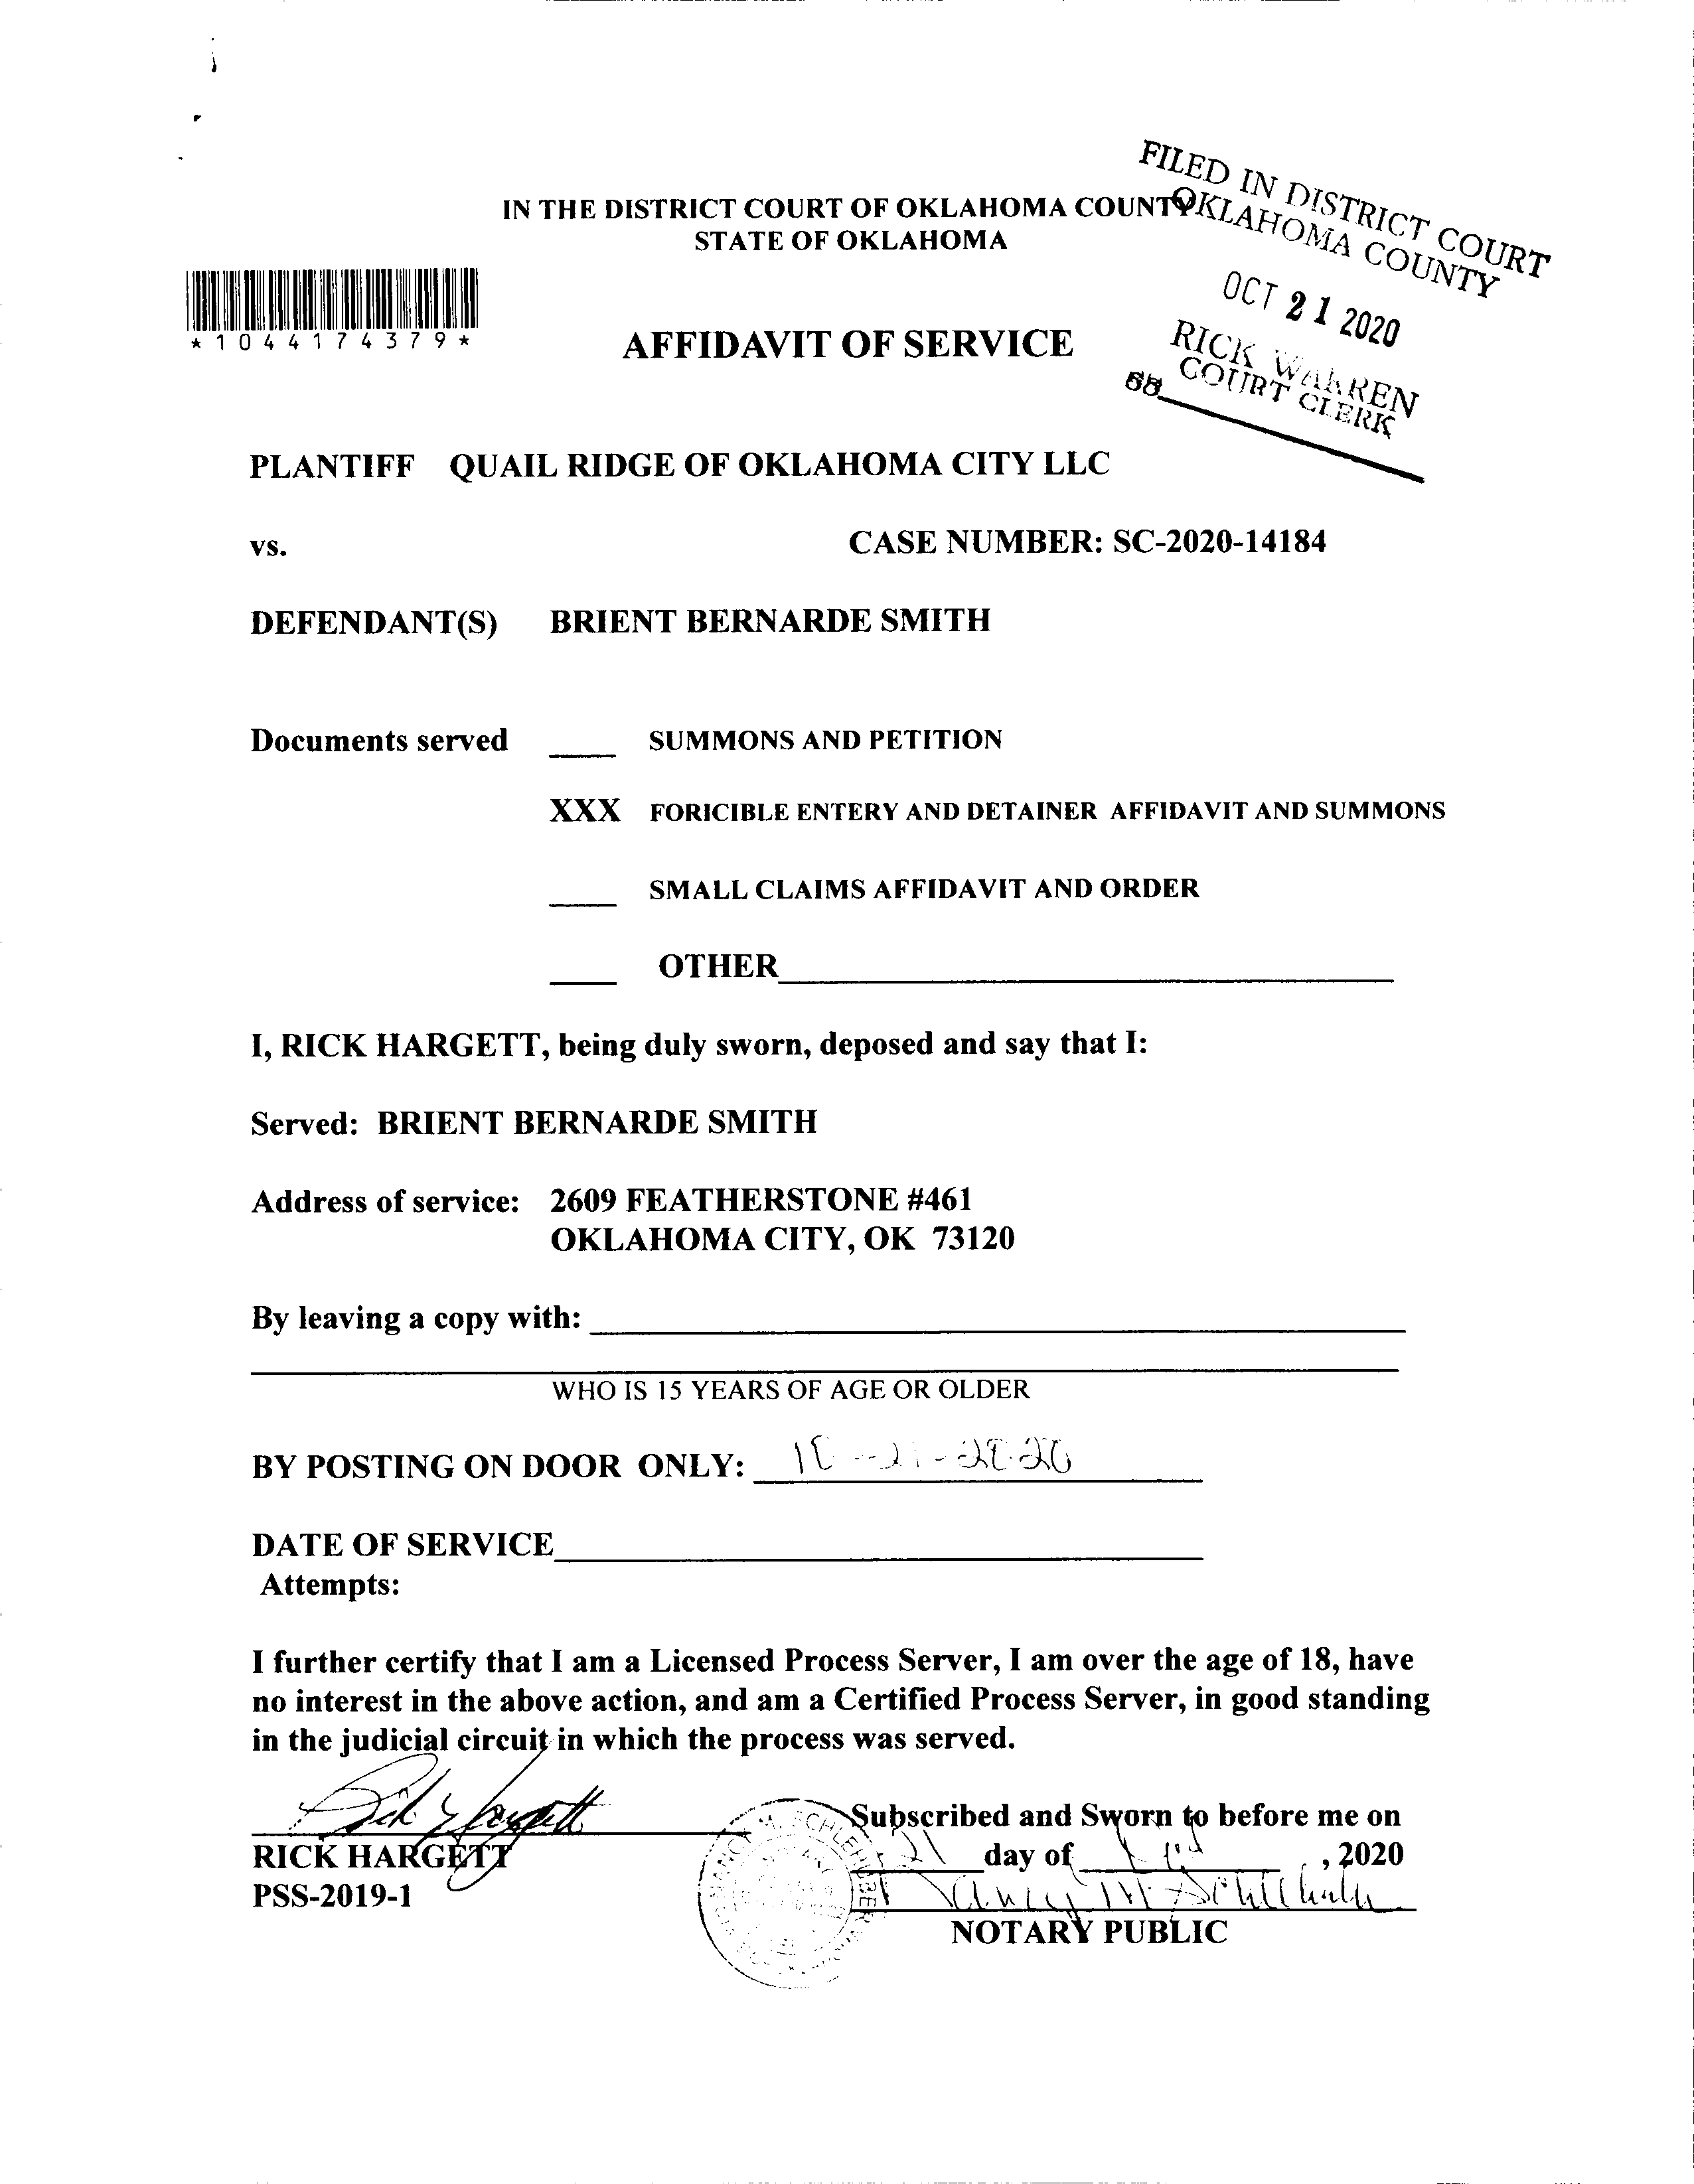 FILED IN DISTRICT COURT
OKLAHOMA COUNTY
IN THE DISTRICT COURT OF OKLAHOMA COUNTY
STATE OF OKLAHOMA
OCT 21 2020
*1044174379*
AFFIDAVIT OF SERVICE
RICK WARREN
COURT CLERK
PLANTIFF QUAIL RIDGE OF OKLAHOMA CITY LLC
vs. CASE NUMBER: SC-2020-14184
DEFENDANT(S) BRIENT BERNARDE SMITH
Documents served ____ SUMMONS AND PETITION
XXX FORICIBLE ENTERY AND DETAINER AFFIDAVIT AND SUMMONS
____ SMALL CLAIMS AFFIDAVIT AND ORDER
____ OTHER____
I, RICK HARGETT, being duly sworn, deposed and say that I:
Served: BRIENT BERNARDE SMITH
Address of service: 2609 FEATHERSTONE #461
OKLAHOMA CITY, OK 73120
By leaving a copy with: ____
WHO IS 15 YEARS OF AGE OR OLDER
BY POSTING ON DOOR ONLY: 10-21-2020
DATE OF SERVICE____
Attempts:
I further certify that I am a Licensed Process Server, I am over the age of 18, have
no interest in the above action, and am a Certified Process Server, in good standing
in the judicial circuit in which the process was served.
Rick Hargett
Subscribed and Sworn to before me on
RICK HARGETT
21 day of ____, 2020
PSS-2019-1
NOTARY PUBLIC